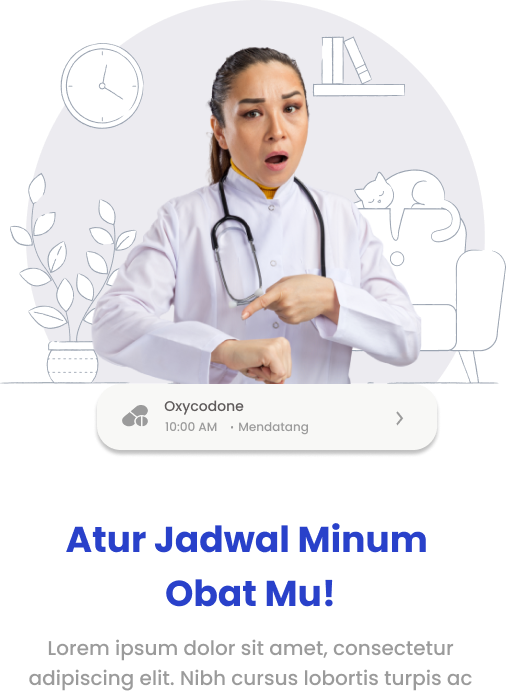 Oxycodone
10:00 AM · Mendatang
Atur Jadwal Minum
Obat Mu!
Lorem ipsum dolor sit amet, consectetur
adipiscing elit. Nibh cursus lobortis turpis ac